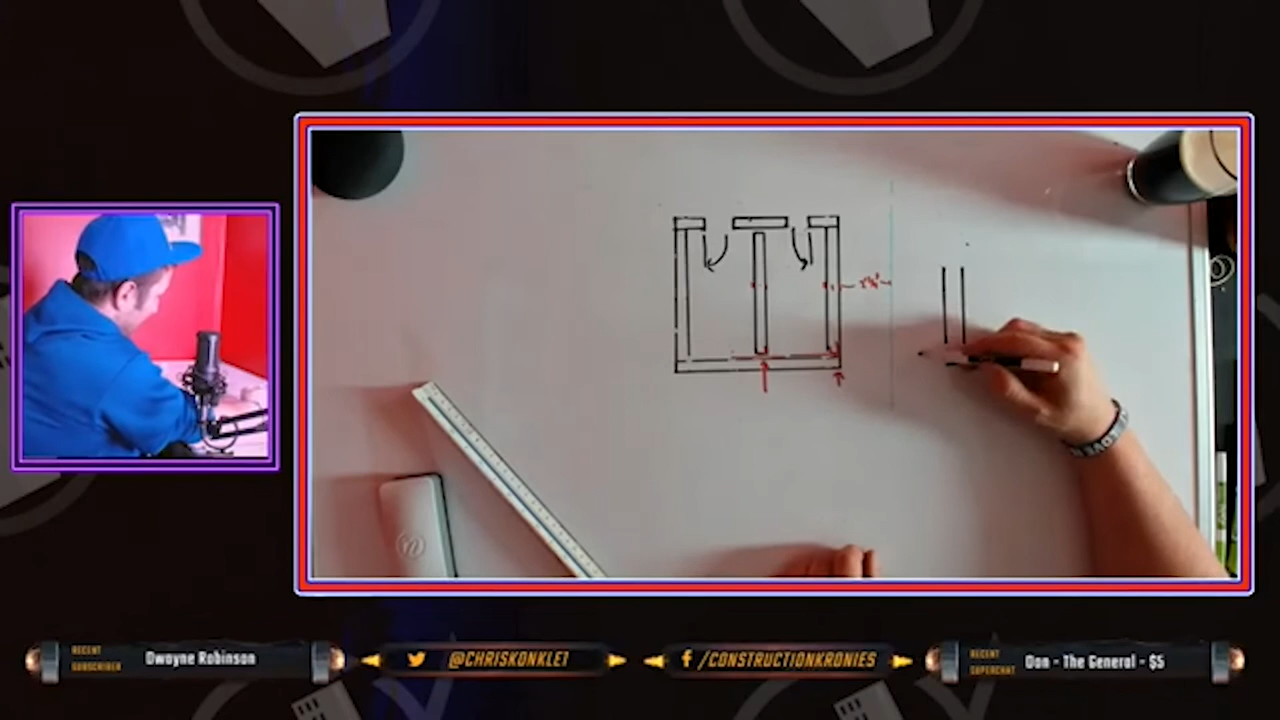 RECENT
SUBSCRIBER
Dwayne Robinson
@CHRISKONKLE1
/CONSTRUCTIONKRONIES
RECENT
SUPERCHAT
Don - The General - $5